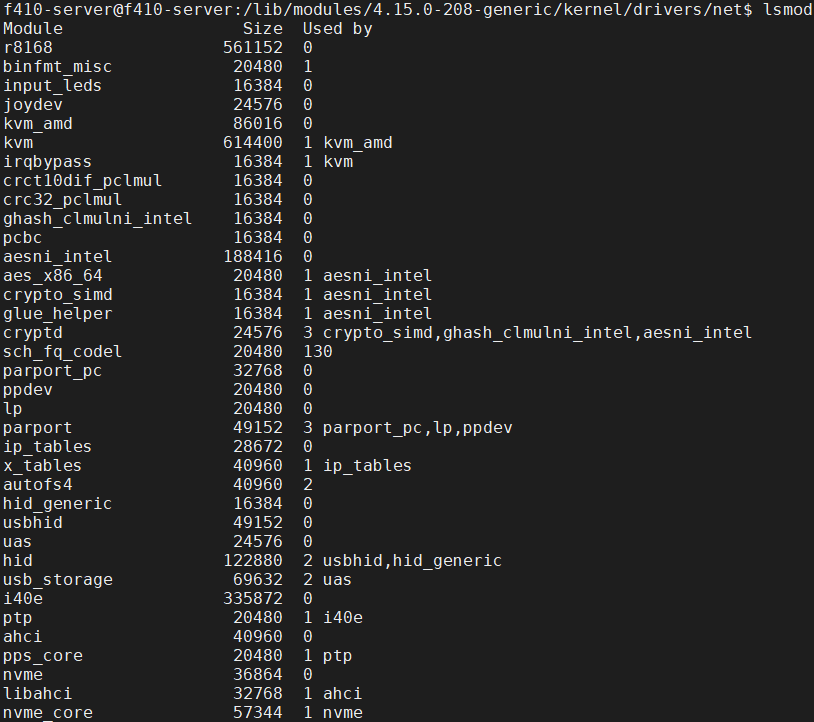 f410-server@f410-server:/lib/modules/4.15.0-208-generic/kernel/drivers/net$ lsmod
Module                  Size  Used by
r8168                 561152  0
binfmt_misc            20480  1
input_leds             16384  0
joydev                 24576  0
kvm_amd                86016  0
kvm                   614400  1 kvm_amd
irqbypass              16384  1 kvm
crct10dif_pclmul       16384  0
crc32_pclmul           16384  0
ghash_clmulni_intel    16384  0
pcbc                   16384  0
aesni_intel           188416  0
aes_x86_64             20480  1 aesni_intel
crypto_simd            16384  1 aesni_intel
glue_helper            16384  1 aesni_intel
cryptd                 24576  3 crypto_simd,ghash_clmulni_intel,aesni_intel
sch_fq_codel           20480  130
parport_pc             32768  0
ppdev                  20480  0
lp                     20480  0
parport                49152  3 parport_pc,lp,ppdev
ip_tables              28672  0
x_tables               40960  1 ip_tables
autofs4                40960  2
hid_generic            16384  0
usbhid                 49152  0
uas                    24576  0
hid                   122880  2 usbhid,hid_generic
usb_storage            69632  2 uas
i40e                  335872  0
ptp                    20480  1 i40e
ahci                   40960  0
pps_core               20480  1 ptp
nvme                   36864  0
libahci                32768  1 ahci
nvme_core              57344  1 nvme